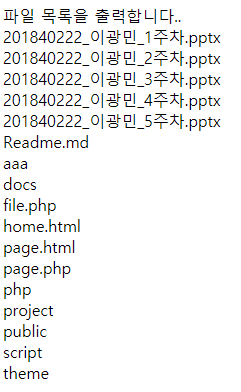 파일 목록을 출력합니다..
201840222_이광민_1주차.pptx
201840222_이광민_2주차.pptx
201840222_이광민_3주차.pptx
201840222_이광민_4주차.pptx
201840222_이광민_5주차.pptx
Readme.md
aaa
docs
file.php
home.html
page.html
page.php
php
project
public
script
theme